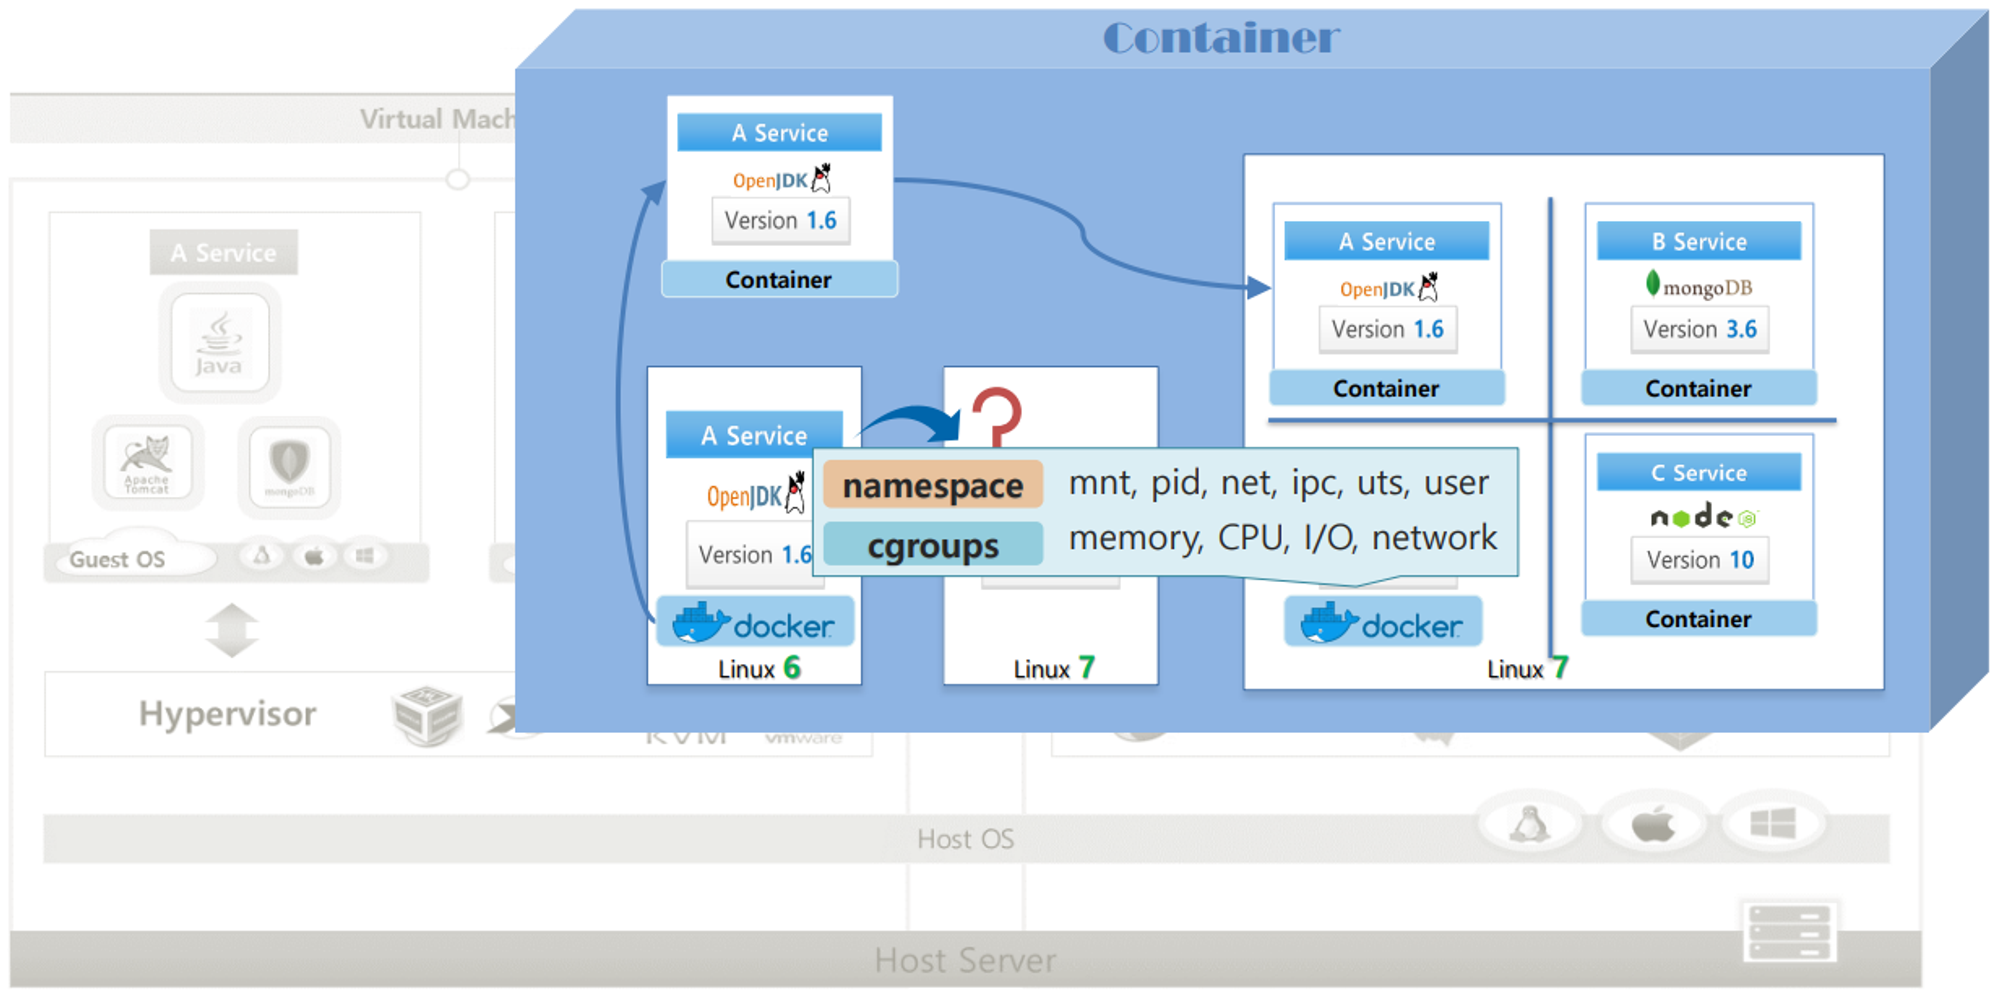 Container
Virtual Mach
A Service
OpenJDK
Version 1.6
Container
A Service
OpenJDK
Version 1.6
Container
B Service
mongoDB
Version 3.6
Container
A Service
Java
Apache
Tomcat
mongoDB
Guest OS
A Service
OpenJDK
Version 1.6
docker
Linux 6
?
Linux 7
namespace mnt, pid, net, ipc, uts, user
cgroups memory, CPU, I/O, network
C Service
node
JS
Version 10
Container
docker
Linux 7
Hypervisor
KVM
vmware
Host OS
Host Server